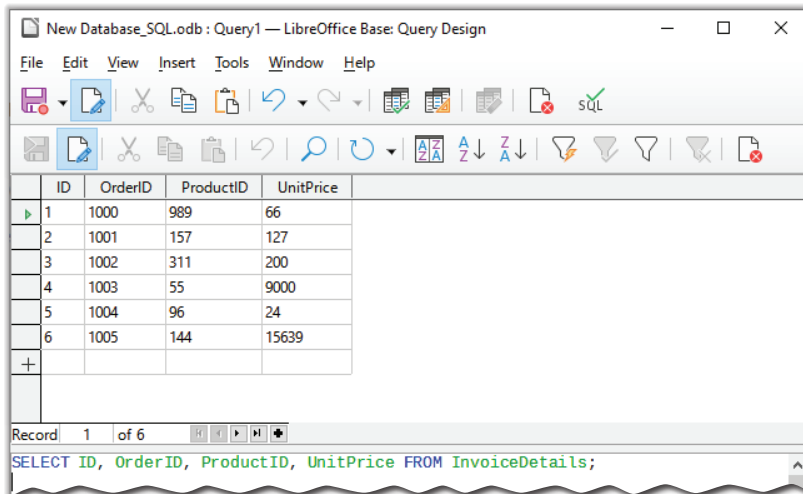 New Database_SQL.odb : Query1 — LibreOffice Base: Query Design
File Edit View Insert Tools Window Help
SQL
ID OrderID ProductID UnitPrice
1 1000 989 66
2 1001 157 127
3 1002 311 200
4 1003 55 9000
5 1004 96 24
6 1005 144 15639
Record 1 of 6
SELECT ID, OrderID, ProductID, UnitPrice FROM InvoiceDetails;